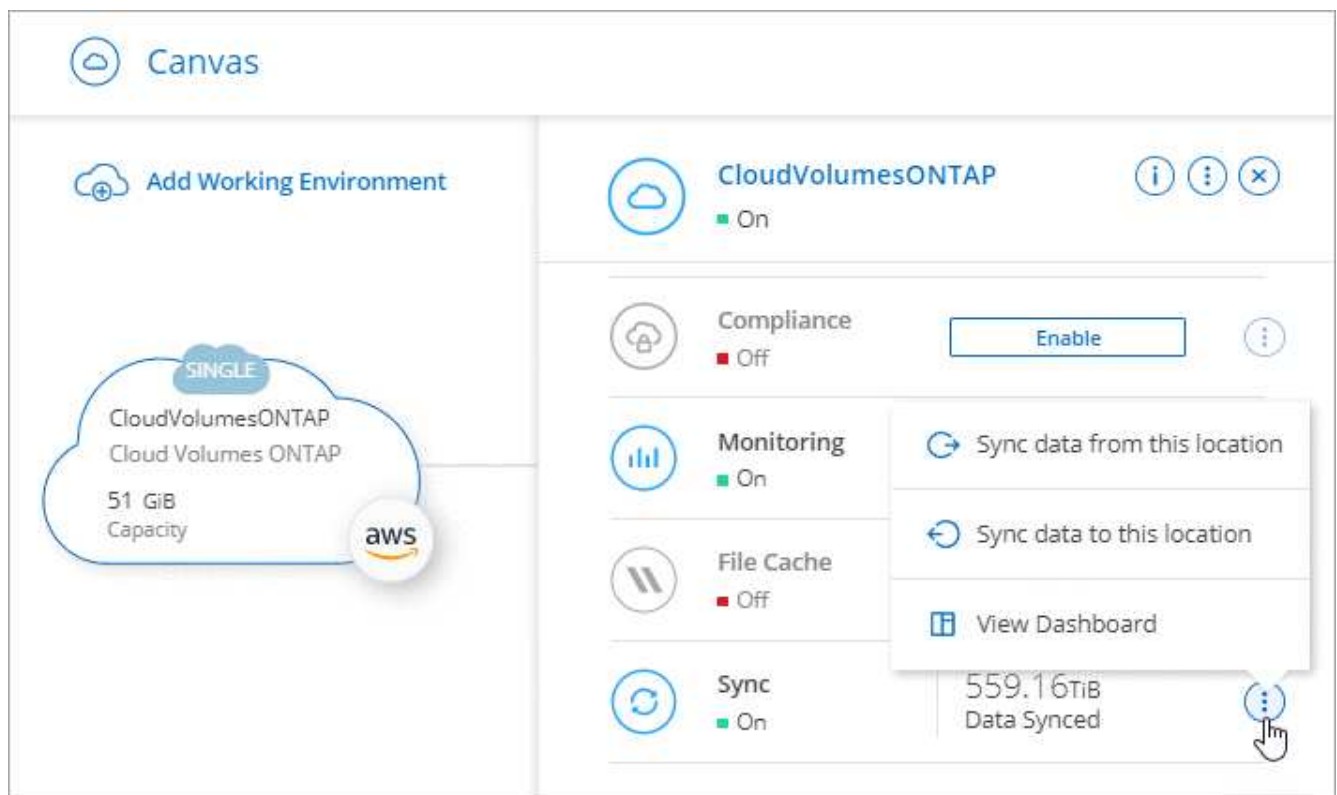 Canvas
Add Working Environment
SINGLE
CloudVolumesONTAP
Cloud Volumes ONTAP
51 GiB
Capacity
aws
CloudVolumesONTAP
On
Compliance
Off
Enable
Monitoring
On
File Cache
Off
Sync
On
Sync data from this location
Sync data to this location
View Dashboard
559.16TiB
Data Synced